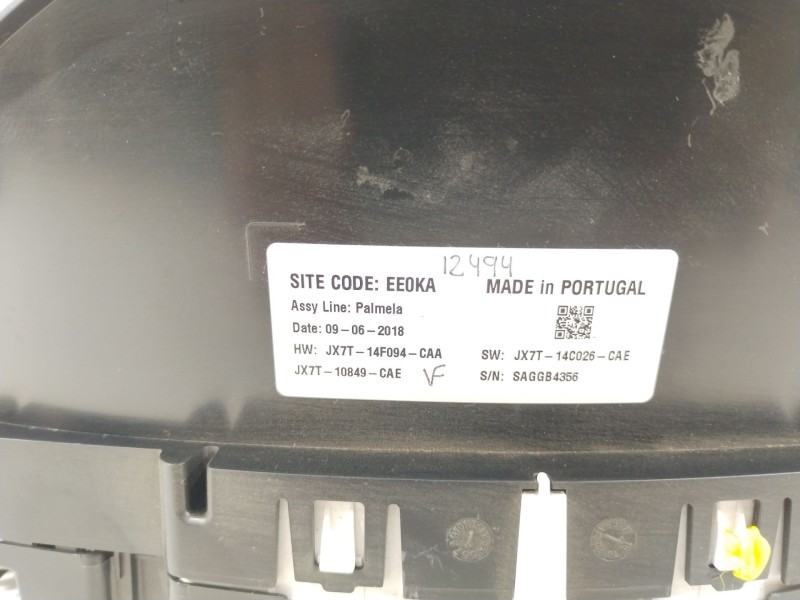 12494
SITE CODE: EE0KA MADE in PORTUGAL
Assy Line: Palmela
Date: 09-06-2018
HW: JX7T-14F094-CAA SW: JX7T-14C026-CAE
JX7T-10849-CAE VF S/N: SAGGB4356